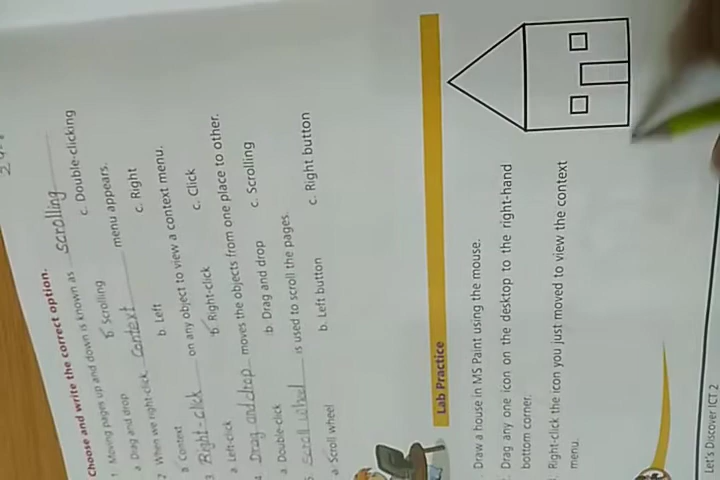 Choose and write the correct option.
1 Moving pages up and down is known as scrolling
a. Drag and drop b. Scrolling c. Double-clicking
2 When we right-click, context menu appears.
a Context b Left c. Right
3 Right-click on any object to view a context menu.
a. Left-click b. Right-click c. Click
4 Drag and drop moves the objects from one place to other.
a. Double-click b. Drag and drop c. Scrolling
5. Scroll wheel is used to scroll the pages.
a. Scroll wheel b. Left button c. Right button
Lab Practice
Draw a house in MS Paint using the mouse.
Drag any one icon on the desktop to the right-hand
bottom corner.
Right-click the icon you just moved to view the context
menu.
Let's Discover ICT 2